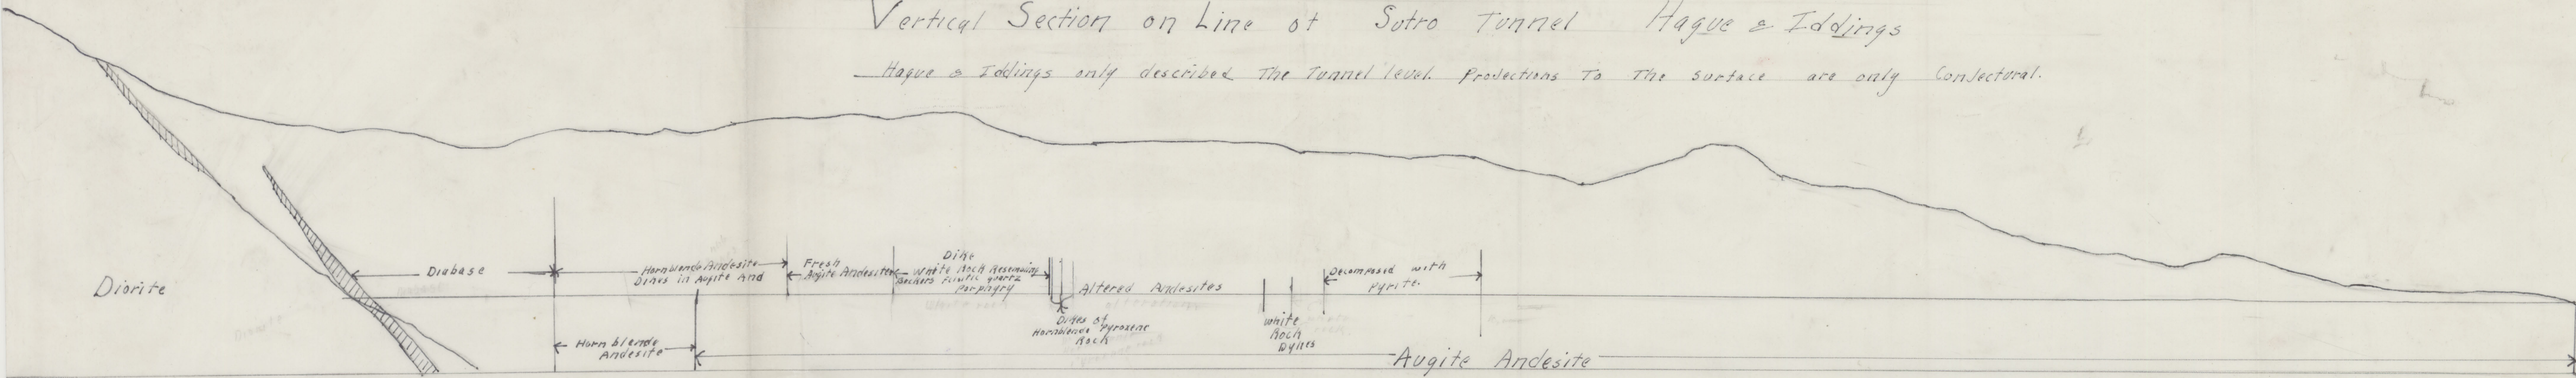 Vertical Section on Line of Sutro Tunnel Hague & Iddings
Hague & Iddings only described The Tunnel level. Projections To The surface are only Conjectural.
Diorite
Diabase
Hornblende Andesite
Dikes in Augite And
Fresh
Augite Andesite
Dike
White Rock Resembling
Beckers Felsitic quartz
Porphyry
Altered Andesites
Dikes of
Hornblende Pyroxene
Rock
White
Rock
Dykes
Decomposed with
Pyrite.
Hornblende
Andesite
Augite Andesite